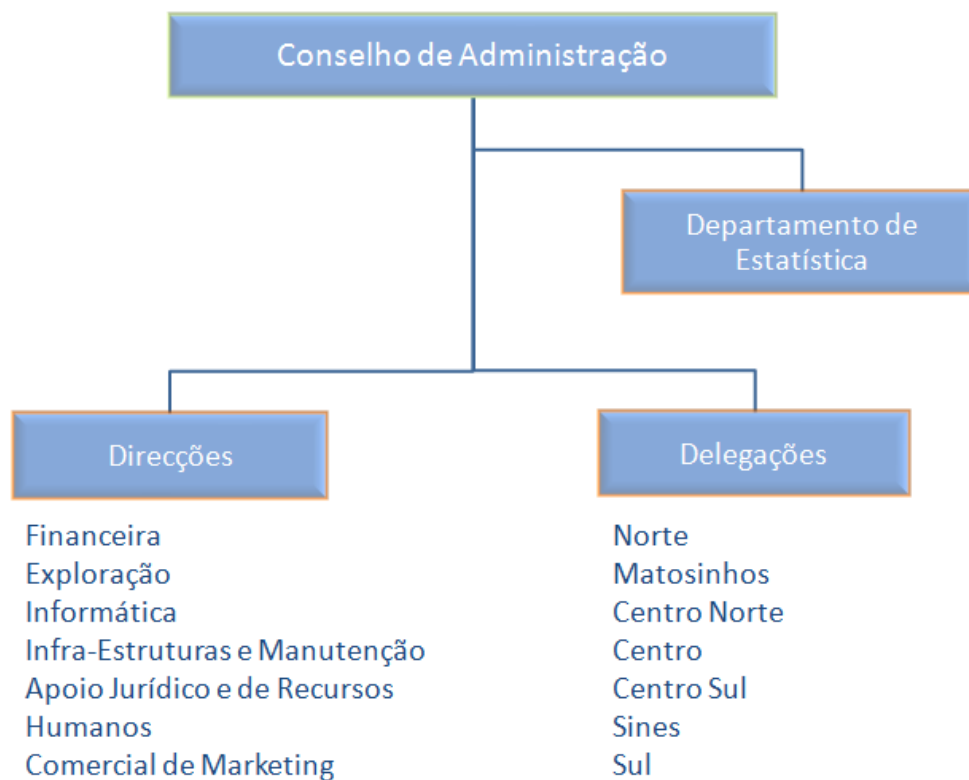 Conselho de Administração
Departamento de
Estatística
Direcções
Financeira
Exploração
Informática
Infra-Estruturas e Manutenção
Apoio Jurídico e de Recursos
Humanos
Comercial de Marketing
Delegações
Norte
Matosinhos
Centro Norte
Centro
Centro Sul
Sines
Sul